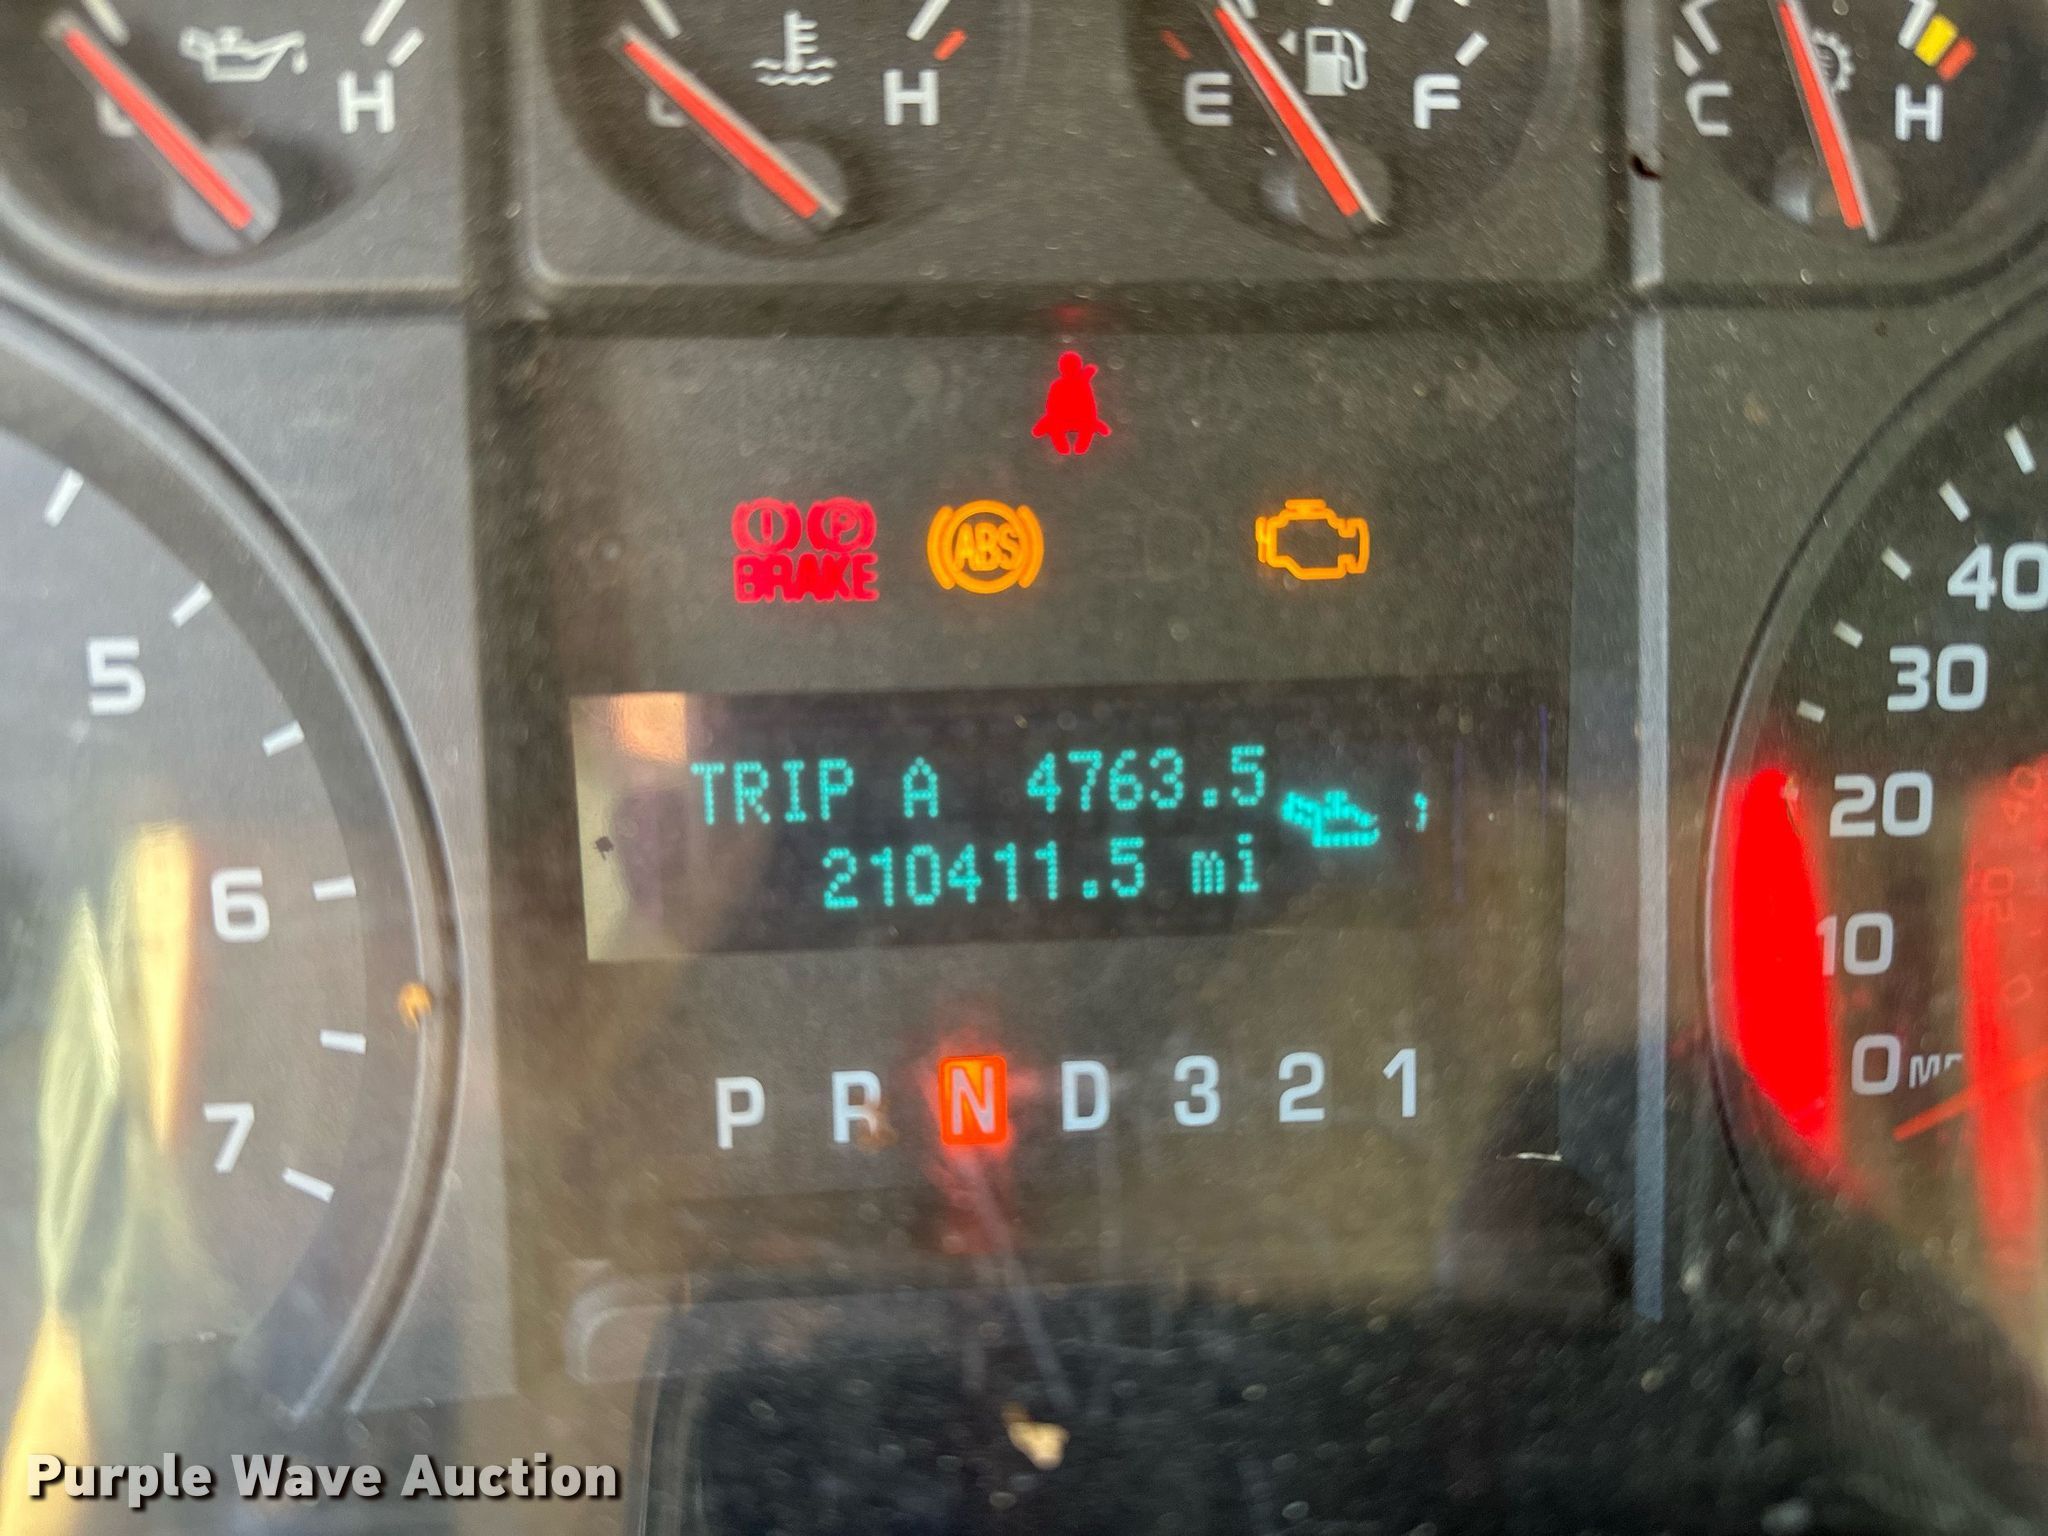 H
H
E F
C H
BRAKE
ABS
40
5
30
TRIP A 4763.5
20
210411.5 mi
6
10
P R N D 3 2 1
0
7
Purple Wave Auction